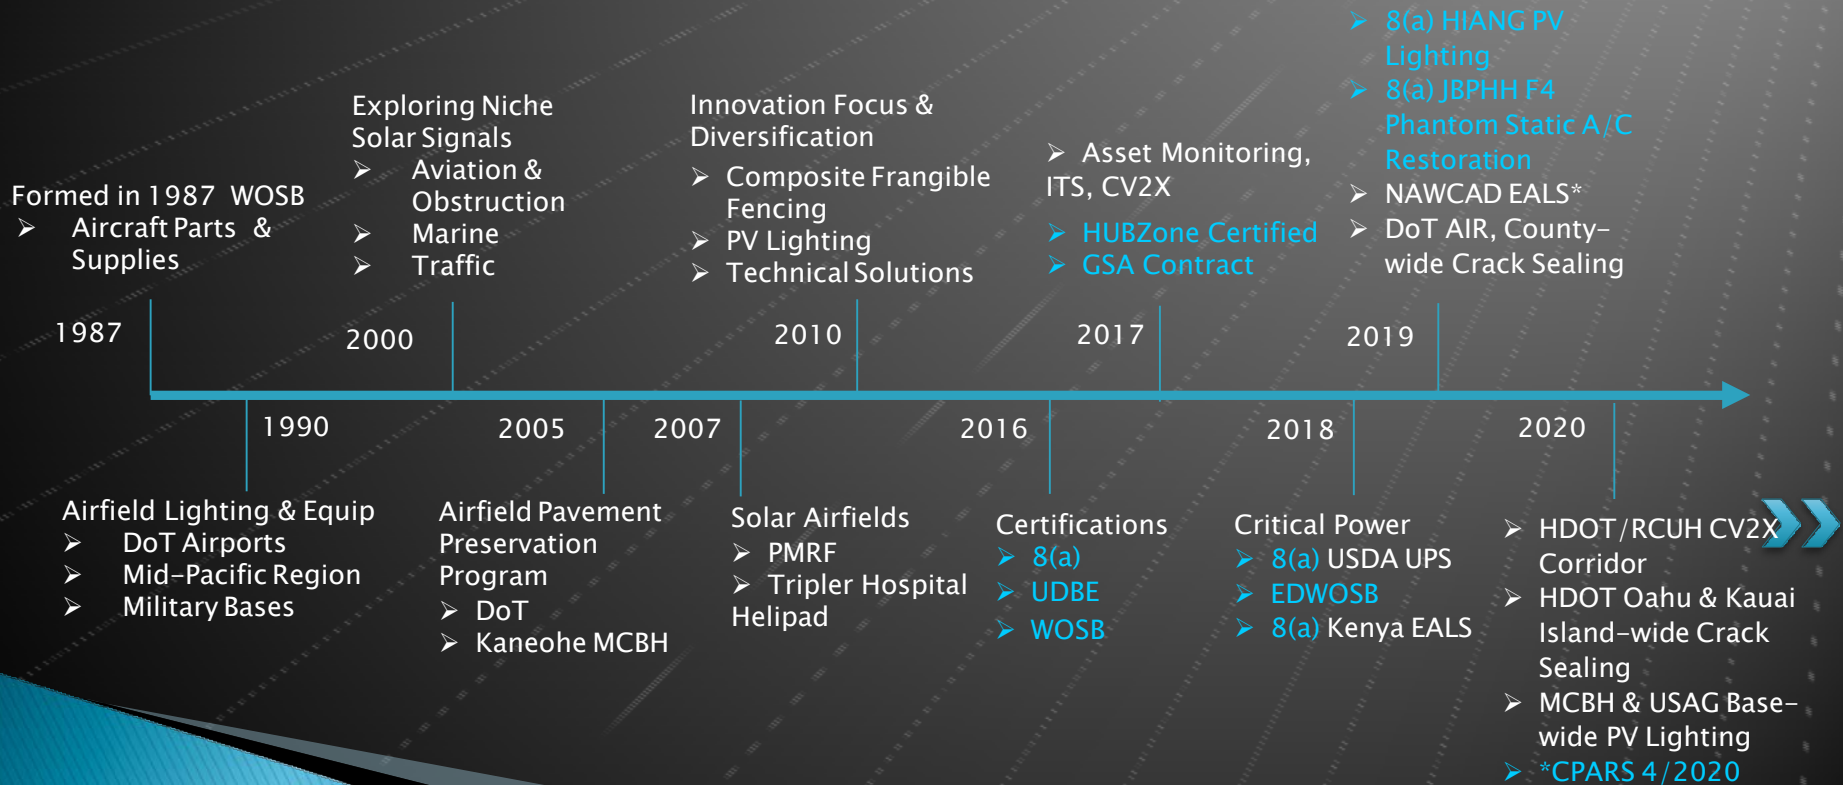 Formed in 1987 WOSB
➢ Aircraft Parts &
Supplies
1987
Airfield Lighting & Equip
➢ DoT Airports
➢ Mid-Pacific Region
➢ Military Bases
1990
Exploring Niche
Solar Signals
➢ Aviation &
Obstruction
➢ Marine
➢ Traffic
2000
2005
Airfield Pavement
Preservation
Program
➢ DoT
➢ Kaneohe MCBH
2007
Solar Airfields
➢ PMRF
➢ Tripler Hospital
Helipad
Innovation Focus &
Diversification
➢ Composite Frangible
Fencing
➢ PV Lighting
➢ Technical Solutions
2010
2016
Certifications
➢ 8(a)
➢ UDBE
➢ WOSB
➢ Asset Monitoring,
ITS, CV2X
➢ HUBZone Certified
➢ GSA Contract
2017
2018
Critical Power
➢ 8(a) USDA UPS
➢ EDWOSB
➢ 8(a) Kenya EALS
➢ 8(a) HIANG PV
Lighting
➢ 8(a) JBPHH F4
Phantom Static A/C
Restoration
➢ NAWCAD EALS*
➢ DoT AIR, County-
wide Crack Sealing
2019
2020
➢ HDOT/RCUH CV2X
Corridor
➢ HDOT Oahu & Kauai
Island-wide Crack
Sealing
➢ MCBH & USAG Base-
wide PV Lighting
➢ *CPARS 4/2020